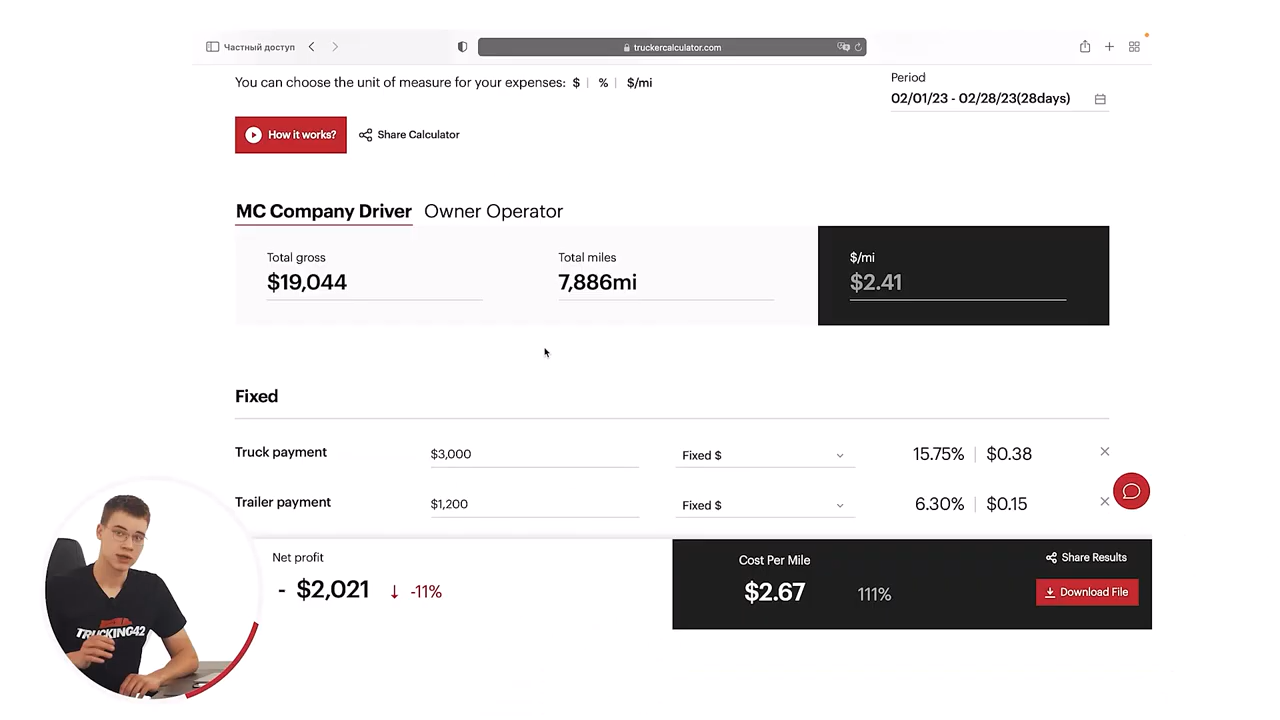 Частный доступ
truckercalculator.com
You can choose the unit of measure for your expenses: $ | % | $/mi
Period
02/01/23 - 02/28/23(28days)
How it works?
Share Calculator
MC Company Driver
Owner Operator
Total gross
$19,044
Total miles
7,886mi
$/mi
$2.41
Fixed
Truck payment
$3,000
Fixed $
15.75% | $0.38
Trailer payment
$1,200
Fixed $
6.30% | $0.15
Net profit
- $2,021 ↓ -11%
Cost Per Mile
$2.67
111%
Share Results
Download File
TRUCKING42